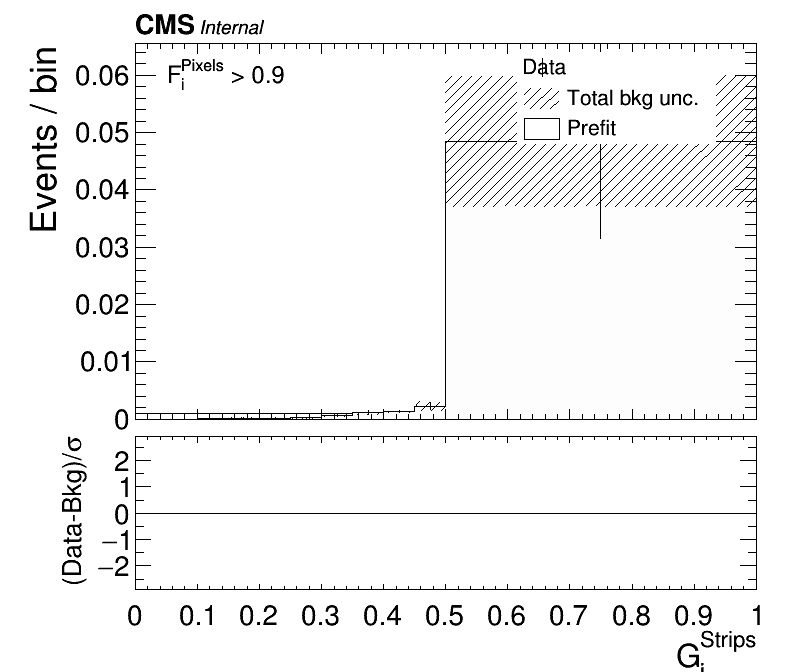 CMS Internal
Events / bin
F_i^Pixels > 0.9
Data
Total bkg unc.
Prefit
0.06
0.05
0.04
0.03
0.02
0.01
0
(Data-Bkg)/σ
2
1
0
−1
−2
0 0.1 0.2 0.3 0.4 0.5 0.6 0.7 0.8 0.9 1
G_i^Strips